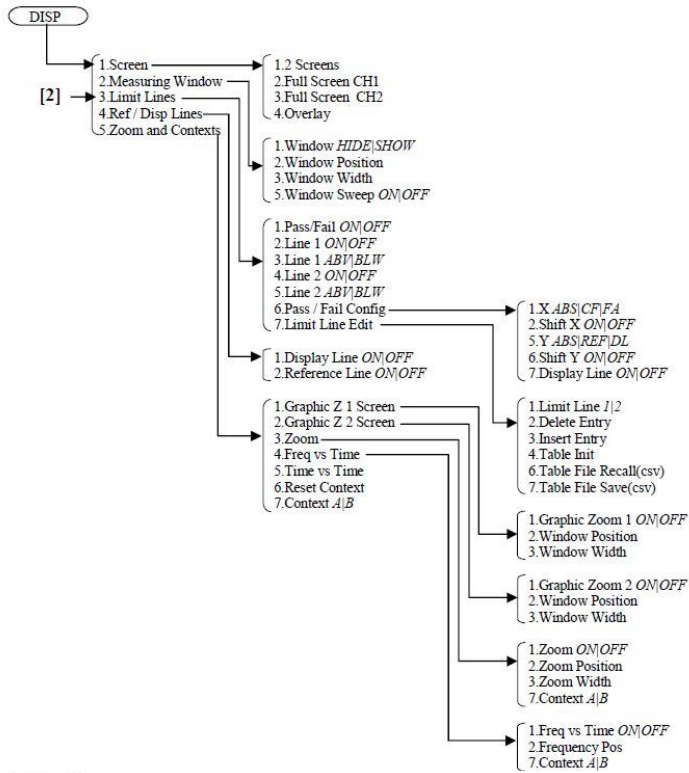 DISP
1.Screen
2.Measuring Window
[2]
3.Limit Lines
4.Ref / Disp Lines
5.Zoom and Contexts
1.2 Screens
2.Full Screen CH1
3.Full Screen CH2
4.Overlay
1.Window HIDE|SHOW
2.Window Position
3.Window Width
5.Window Sweep ON|OFF
1.Pass/Fail ON|OFF
2.Line 1 ON|OFF
3.Line 1 ABV|BLW
4.Line 2 ON|OFF
5.Line 2 ABV|BLW
6.Pass / Fail Config
7.Limit Line Edit
1.X ABS|CF|FA
2.Shift X ON|OFF
5.Y ABS|REF|DL
6.Shift Y ON|OFF
7.Display Line ON|OFF
1.Display Line ON|OFF
2.Reference Line ON|OFF
1.Limit Line 1|2
2.Delete Entry
3.Insert Entry
4.Table Init
6.Table File Recall(csv)
7.Table File Save(csv)
1.Graphic Z 1 Screen
2.Graphic Z 2 Screen
3.Zoom
4.Freq vs Time
5.Time vs Time
6.Reset Context
7.Context A|B
1.Graphic Zoom 1 ON|OFF
2.Window Position
3.Window Width
1.Graphic Zoom 2 ON|OFF
2.Window Position
3.Window Width
1.Zoom ON|OFF
2.Zoom Position
3.Zoom Width
7.Context A|B
1.Freq vs Time ON|OFF
2.Frequency Pos
7.Context A|B